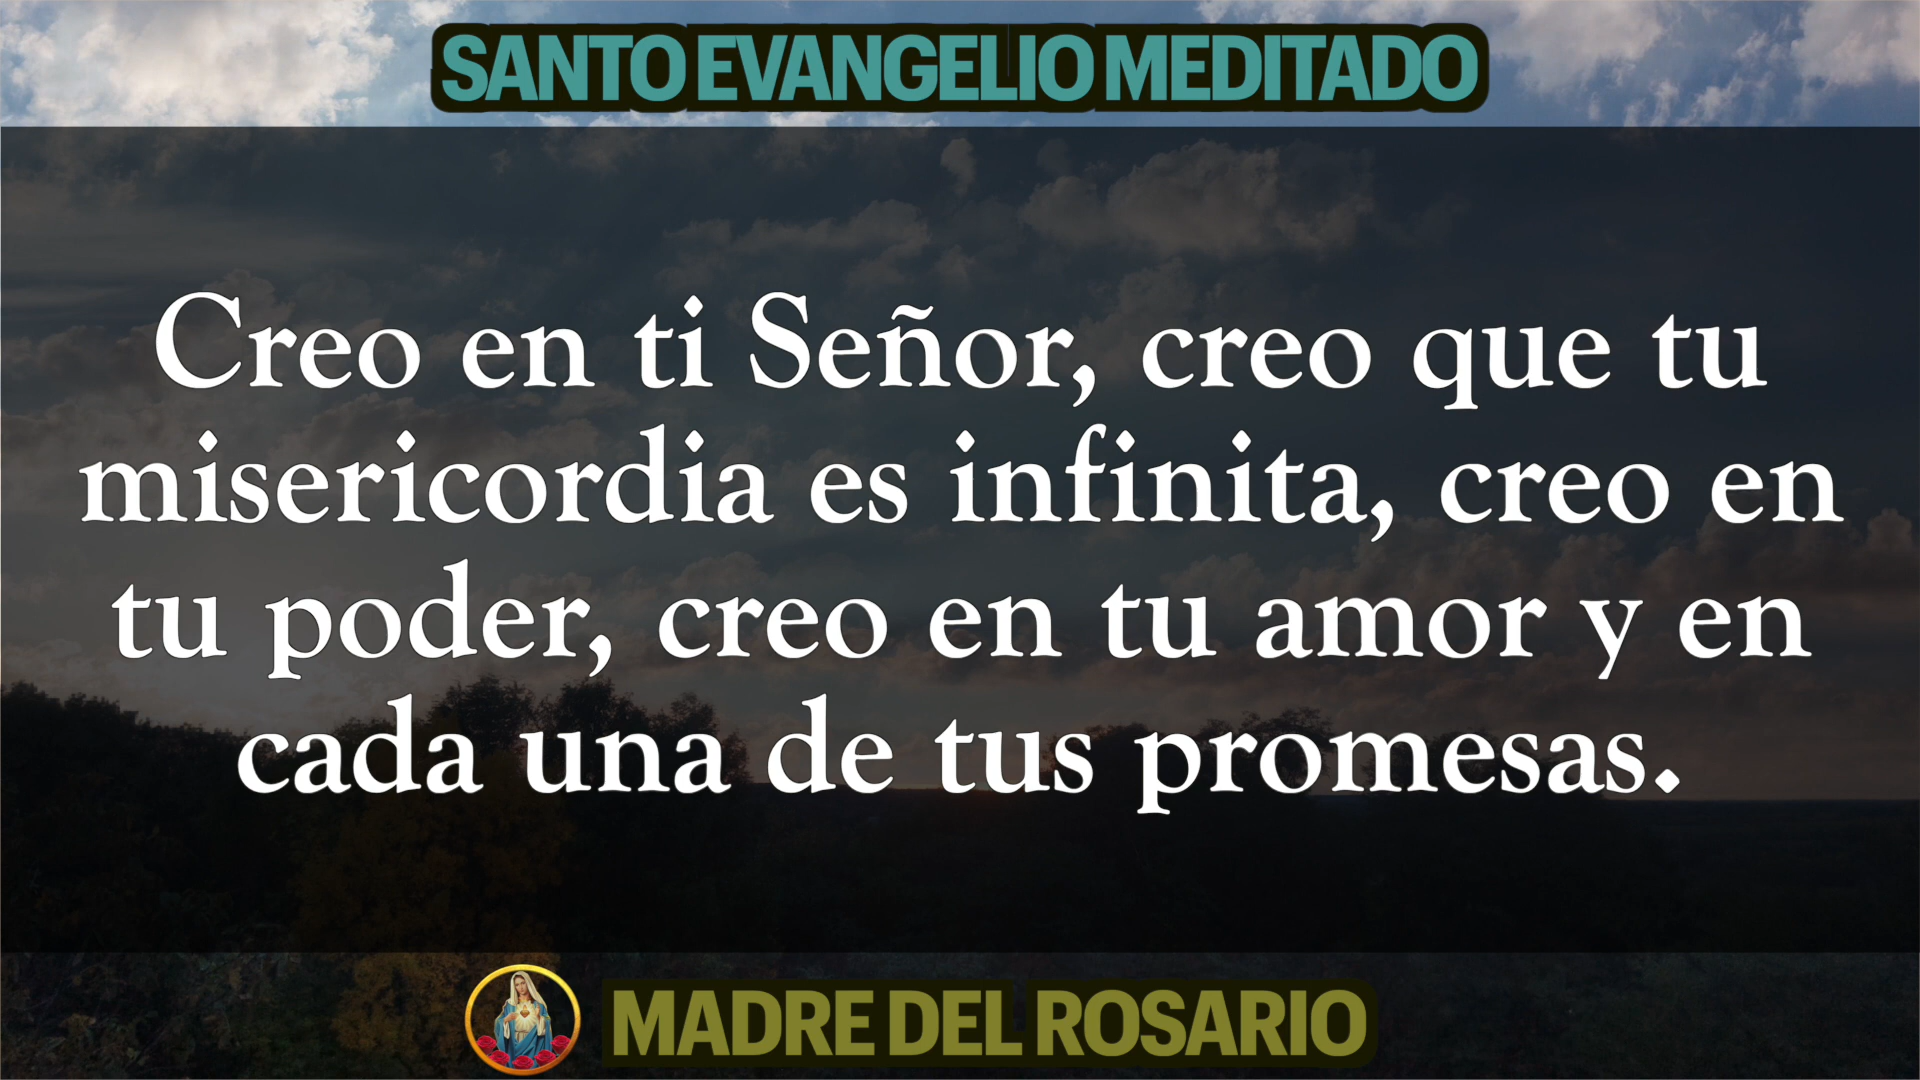 SANTO EVANGELIO MEDITADO
Creo en ti Señor, creo que tu
misericordia es infinita, creo en
tu poder, creo en tu amor y en
cada una de tus promesas.
MADRE DEL ROSARIO